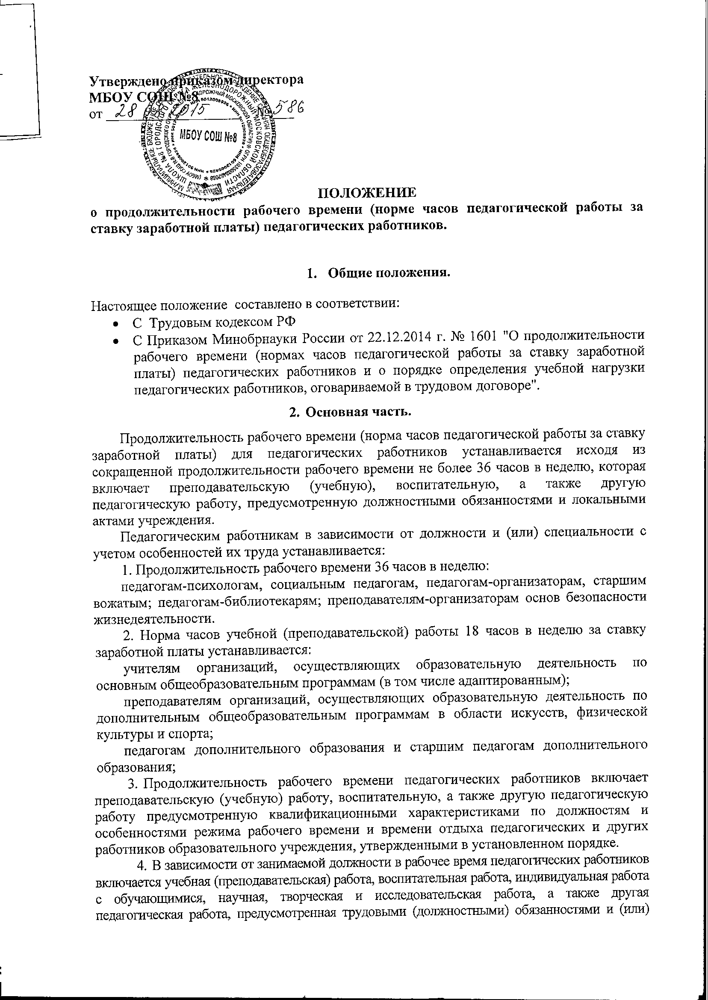 Утверждено приказом директора
МБОУ СОШ №8
от 28 2015 № 586
МБОУ СОШ №8
ПОЛОЖЕНИЕ
о продолжительности рабочего времени (норме часов педагогической работы за
ставку заработной платы) педагогических работников.
1. Общие положения.
Настоящее положение составлено в соответствии:
• С Трудовым кодексом РФ
• С Приказом Минобрнауки России от 22.12.2014 г. № 1601 "О продолжительности
рабочего времени (нормах часов педагогической работы за ставку заработной
платы) педагогических работников и о порядке определения учебной нагрузки
педагогических работников, оговариваемой в трудовом договоре".
2. Основная часть.
Продолжительность рабочего времени (норма часов педагогической работы за ставку
заработной платы) для педагогических работников устанавливается исходя из
сокращенной продолжительности рабочего времени не более 36 часов в неделю, которая
включает преподавательскую (учебную), воспитательную, а также другую
педагогическую работу, предусмотренную должностными обязанностями и локальными
актами учреждения.
Педагогическим работникам в зависимости от должности и (или) специальности с
учетом особенностей их труда устанавливается:
1. Продолжительность рабочего времени 36 часов в неделю:
педагогам-психологам, социальным педагогам, педагогам-организаторам, старшим
вожатым; педагогам-библиотекарям; преподавателям-организаторам основ безопасности
жизнедеятельности.
2. Норма часов учебной (преподавательской) работы 18 часов в неделю за ставку
заработной платы устанавливается:
учителям организаций, осуществляющих образовательную деятельность по
основным общеобразовательным программам (в том числе адаптированным);
преподавателям организаций, осуществляющих образовательную деятельность по
дополнительным общеобразовательным программам в области искусств, физической
культуры и спорта;
педагогам дополнительного образования и старшим педагогам дополнительного
образования;
3. Продолжительность рабочего времени педагогических работников включает
преподавательскую (учебную) работу, воспитательную, а также другую педагогическую
работу предусмотренную квалификационными характеристиками по должностям и
особенностями режима рабочего времени и времени отдыха педагогических и других
работников образовательного учреждения, утвержденными в установленном порядке.
4. В зависимости от занимаемой должности в рабочее время педагогических работников
включается учебная (преподавательская) работа, воспитательная работа, индивидуальная работа
с обучающимися, научная, творческая и исследовательская работа, а также другая
педагогическая работа, предусмотренная трудовыми (должностными) обязанностями и (или)